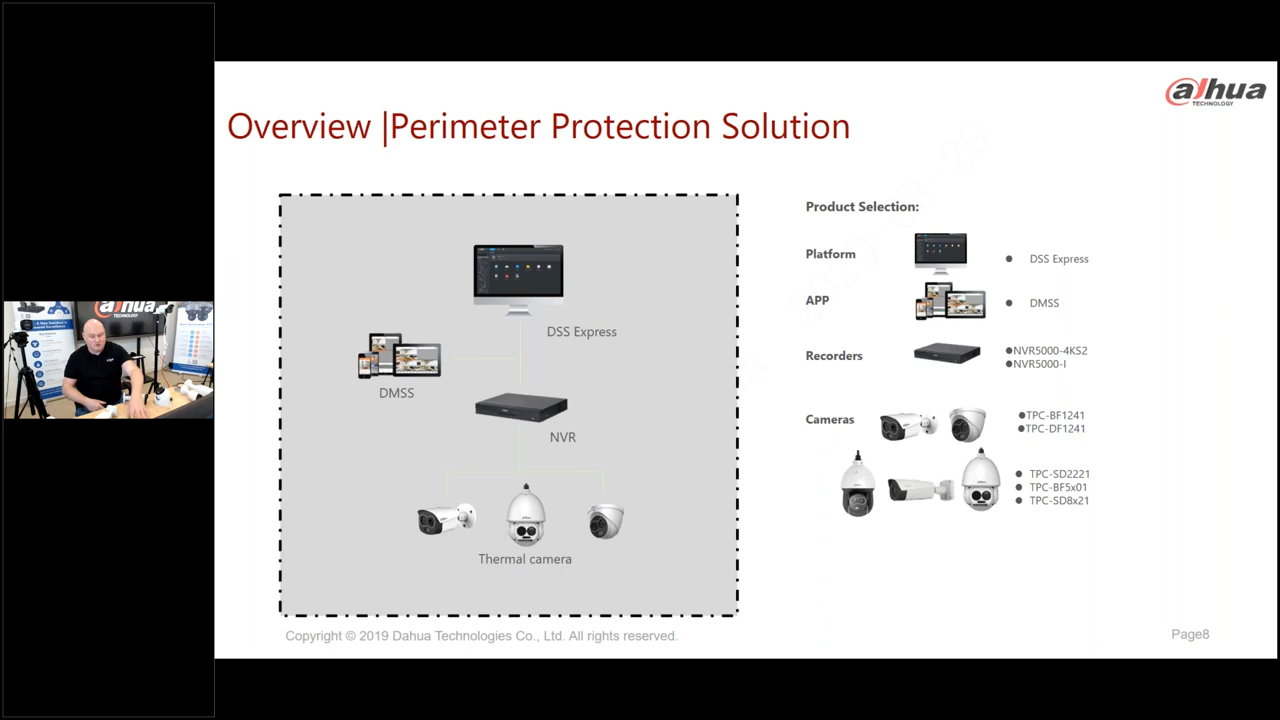 alhua
TECHNOLOGY
Overview |Perimeter Protection Solution
DSS Express
DMSS
NVR
Thermal camera
Product Selection:
Platform
● DSS Express
APP
● DMSS
Recorders
●NVR5000-4KS2
●NVR5000-I
Cameras
●TPC-BF1241
●TPC-DF1241
● TPC-SD2221
● TPC-BF5x01
● TPC-SD8x21
Copyright © 2019 Dahua Technologies Co., Ltd. All rights reserved.
Page8
alhua
TECHNOLOGY